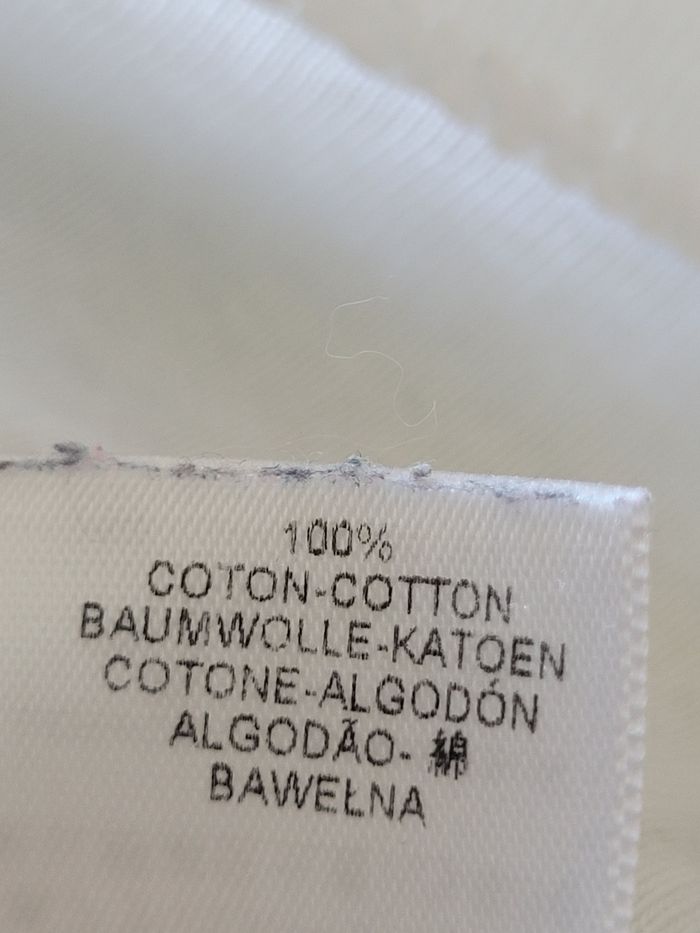 100%
COTON-COTTON
BAUMWOLLE-KATOEN
COTONE-ALGODÓN
ALGODÃO- 綿
BAWEŁNA